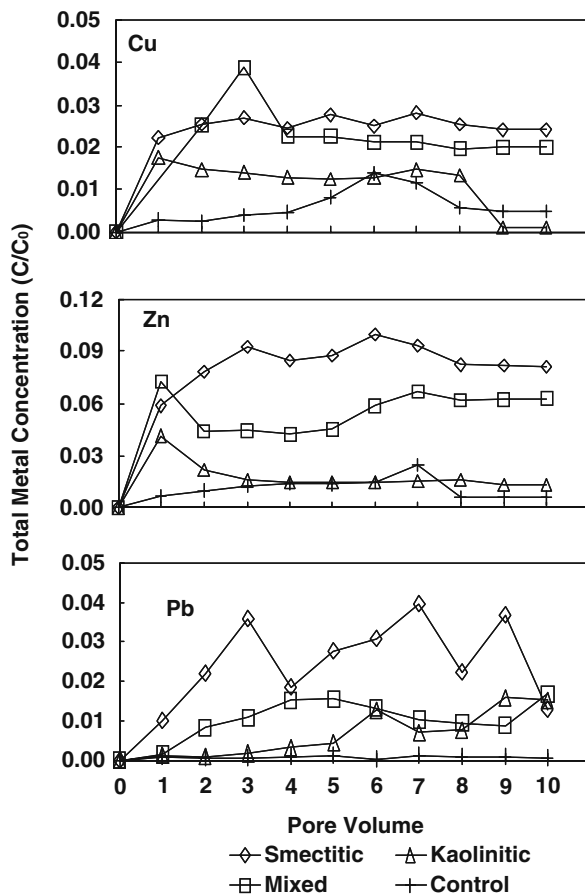 Total Metal Concentration (C/C0)
Cu
0.05
0.04
0.03
0.02
0.01
0.00
Zn
0.12
0.09
0.06
0.03
0.00
Pb
0.05
0.04
0.03
0.02
0.01
0.00
0 1 2 3 4 5 6 7 8 9 10
Pore Volume
Smectitic Kaolinitic
Mixed Control